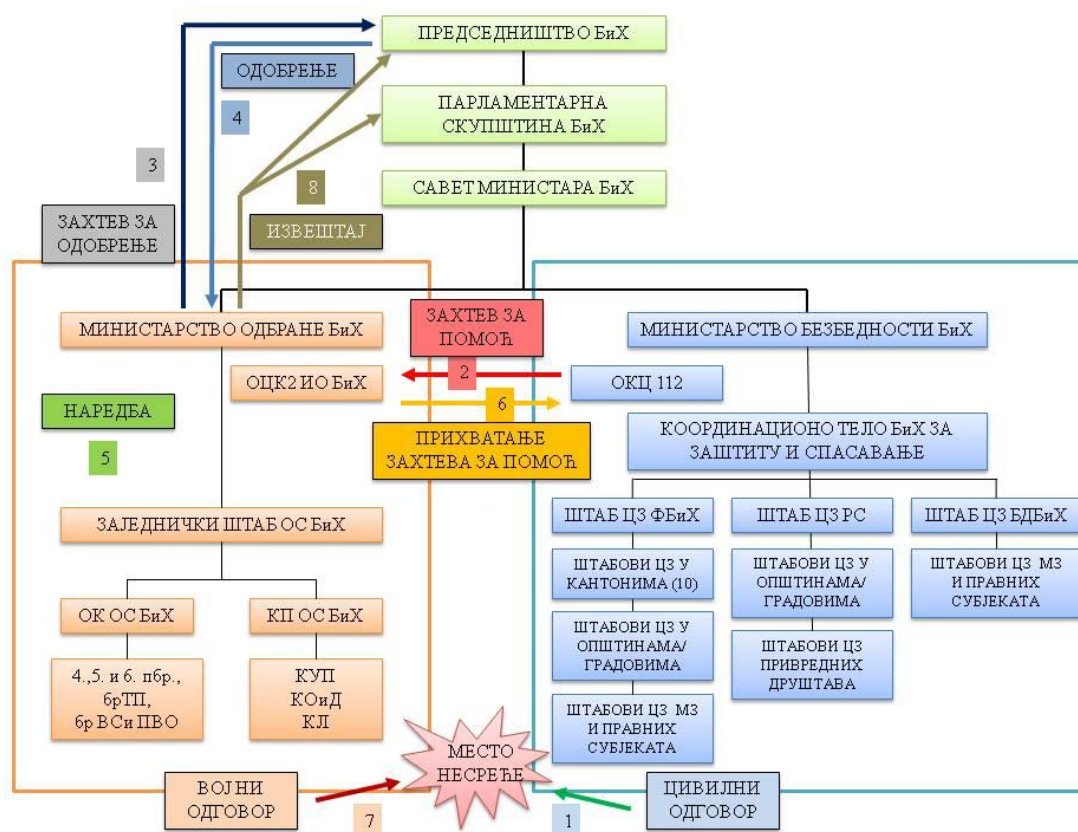 ПРЕДСЕДНИШТВО БиХ
ОДОБРЕЊЕ
4
ПАРЛАМЕНТАРНА
СКУПШТИНА БиХ
3
8
САВЕТ МИНИСТАРА БиХ
ЗАХТЕВ ЗА
ОДОБРЕЊЕ
ИЗВЕШТАЈ
МИНИСТАРСТВО ОДБРАНЕ БиХ
ЗАХТЕВ ЗА
ПОМОЋ
МИНИСТАРСТВО БЕЗБЕДНОСТИ БиХ
2
ОЦК2 ИО БиХ
ОКЦ 112
6
НАРЕДБА
5
ПРИХВАТАЊЕ
ЗАХТЕВА ЗА ПОМОЋ
КООРДИНАЦИОНО ТЕЛО БиХ ЗА
ЗАШТИТУ И СПАСАВАЊЕ
ЗАЈЕДНИЧКИ ШТАБ ОС БиХ
ШТАБ ЦЗ ФБиХ
ШТАБ ЦЗ РС
ШТАБ ЦЗ БДБиХ
ШТАБОВИ ЦЗ У
КАНТОНИМА (10)
ШТАБОВИ ЦЗ У
ОПШТИНАМА/
ГРАДОВИМА
ШТАБОВИ ЦЗ МЗ
И ПРАВНИХ
СУБЈЕКАТА
ОК ОС БиХ
КП ОС БиХ
ШТАБОВИ ЦЗ У
ОПШТИНАМА/
ГРАДОВИМА
ШТАБОВИ ЦЗ
ПРИВРЕДНИХ
ДРУШТАВА
4.,5. и 6. пбр.,
брТП,
бр ВСи ПВО
КУП
КОиД
КЛ
ШТАБОВИ ЦЗ МЗ
И ПРАВНИХ
СУБЈЕКАТА
МЕСТО
НЕСРЕЋЕ
ВОЈНИ
ОДГОВОР
7
1
ЦИВИЛНИ
ОДГОВОР